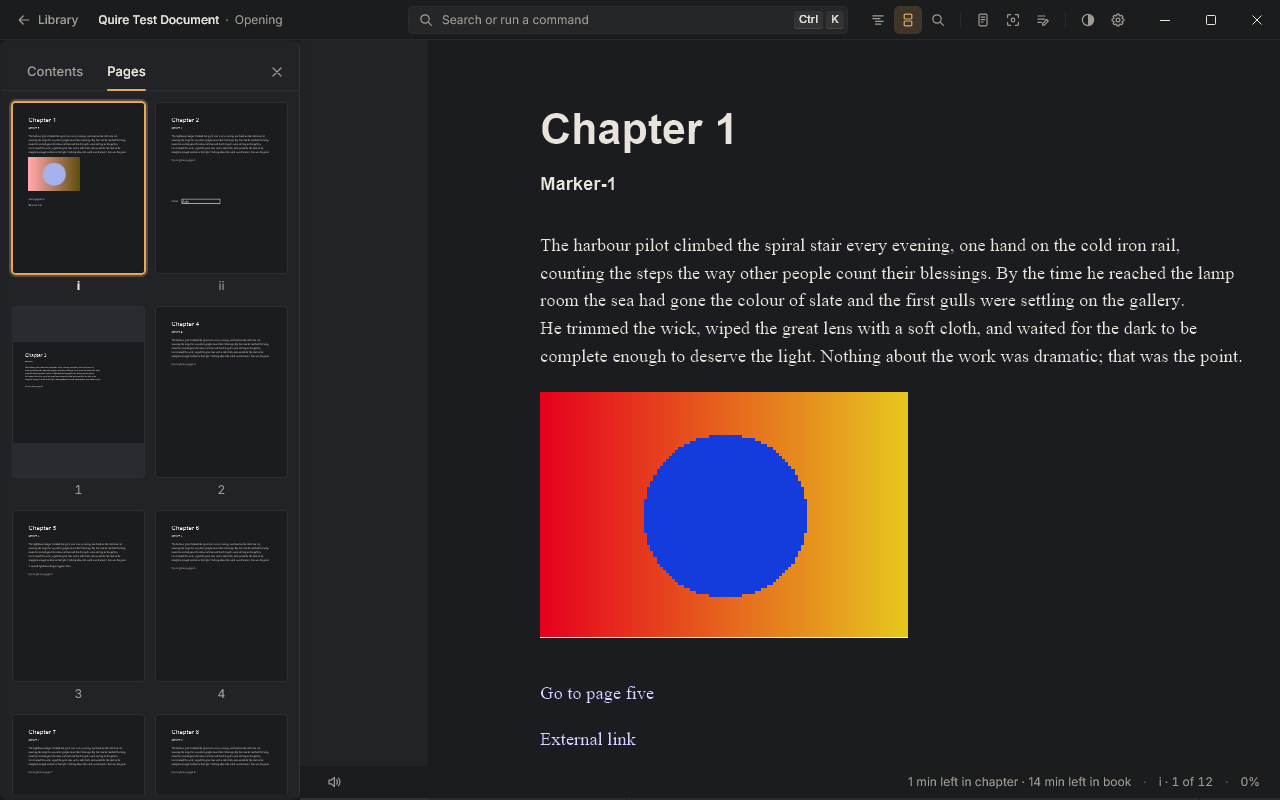 Library
Quire Test Document · Opening
Search or run a command
Ctrl K
Contents
Pages
Chapter 1
i
Chapter 2
ii
Chapter 3
1
Chapter 4
2
Chapter 5
3
Chapter 6
4
Chapter 7
Chapter 8
Chapter 1
Marker-1
The harbour pilot climbed the spiral stair every evening, one hand on the cold iron rail,
counting the steps the way other people count their blessings. By the time he reached the lamp
room the sea had gone the colour of slate and the first gulls were settling on the gallery.
He trimmed the wick, wiped the great lens with a soft cloth, and waited for the dark to be
complete enough to deserve the light. Nothing about the work was dramatic; that was the point.
Go to page five
External link
1 min left in chapter · 14 min left in book · i · 1 of 12 · 0%